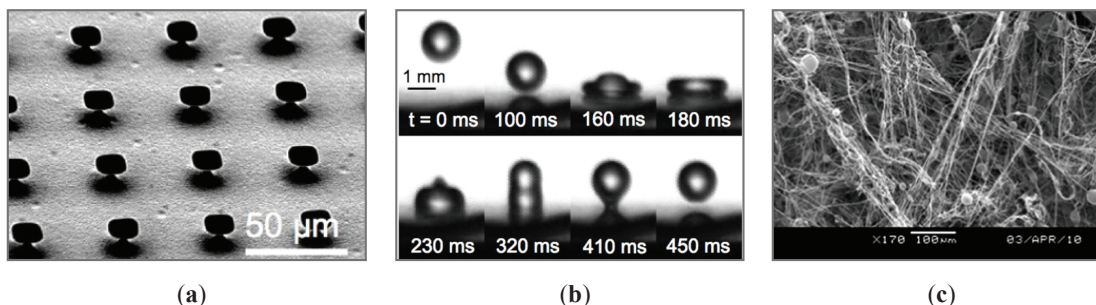 50 μm
1 mm
t = 0 ms 100 ms 160 ms 180 ms
230 ms 320 ms 410 ms 450 ms
X170 100μm 03/APR/10
(a) (b) (c)